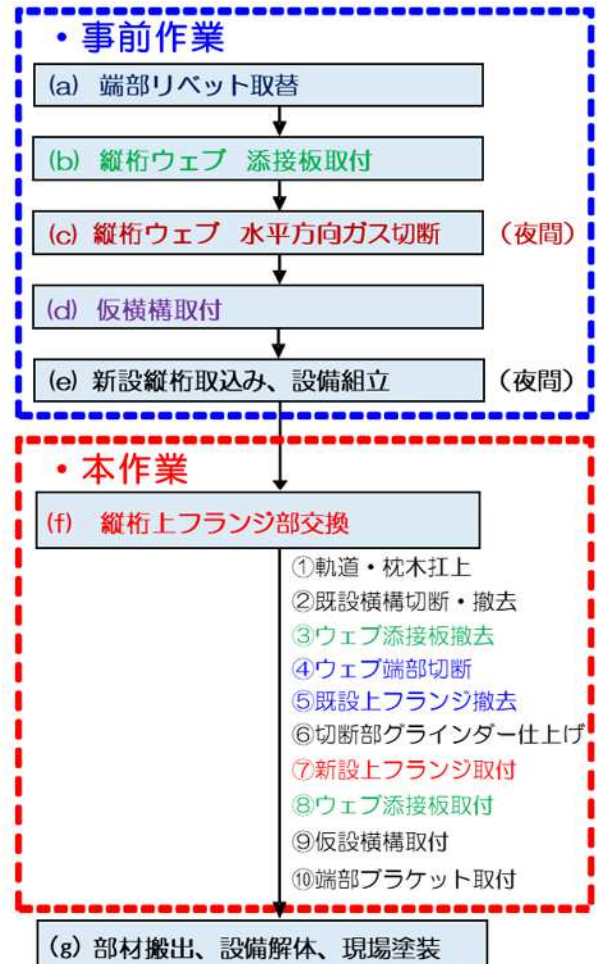 ・事前作業
(a) 端部リベット取替
(b) 縦桁ウェブ 添接板取付
(c) 縦桁ウェブ 水平方向ガス切断 （夜間）
(d) 仮横構取付
(e) 新設縦桁取込み、設備組立 （夜間）
・本作業
(f) 縦桁上フランジ部交換
①軌道・枕木扛上
②既設横構切断・撤去
③ウェブ添接板撤去
④ウェブ端部切断
⑤既設上フランジ撤去
⑥切断部グラインダー仕上げ
⑦新設上フランジ取付
⑧ウェブ添接板取付
⑨仮設横構取付
⑩端部ブラケット取付
(g) 部材搬出、設備解体、現場塗装